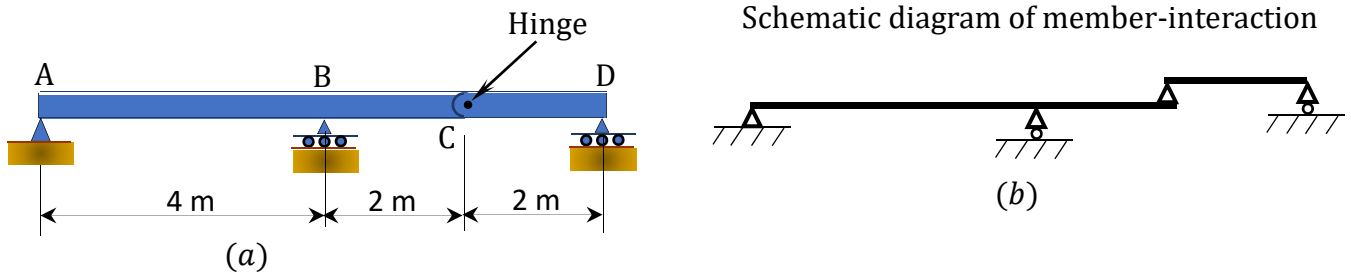 Hinge
Schematic diagram of member-interaction
A
B
D
C
4 m
2 m
2 m
(a)
(b)